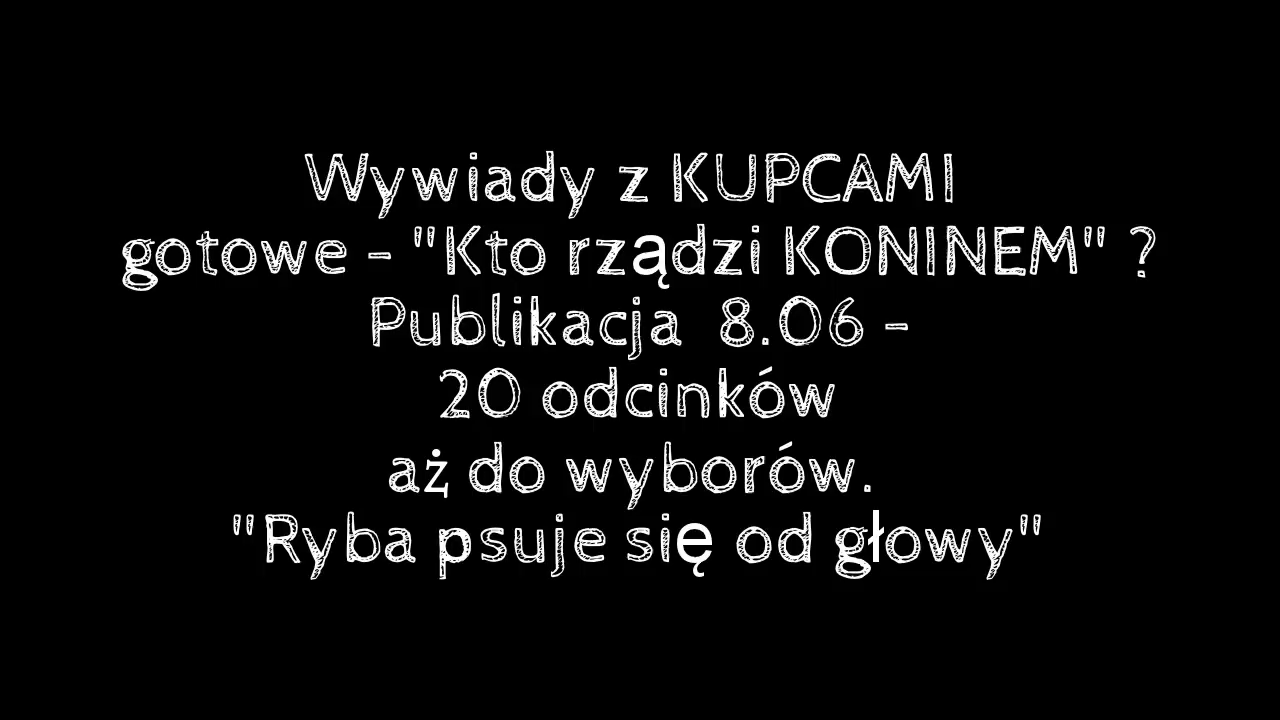 Wywiady z KUPCAMI
gotowe - "Kto rządzi KONINEM" ?
Publikacja 8.06 -
20 odcinków
aż do wyborów.
"Ryba psuje się od głowy"